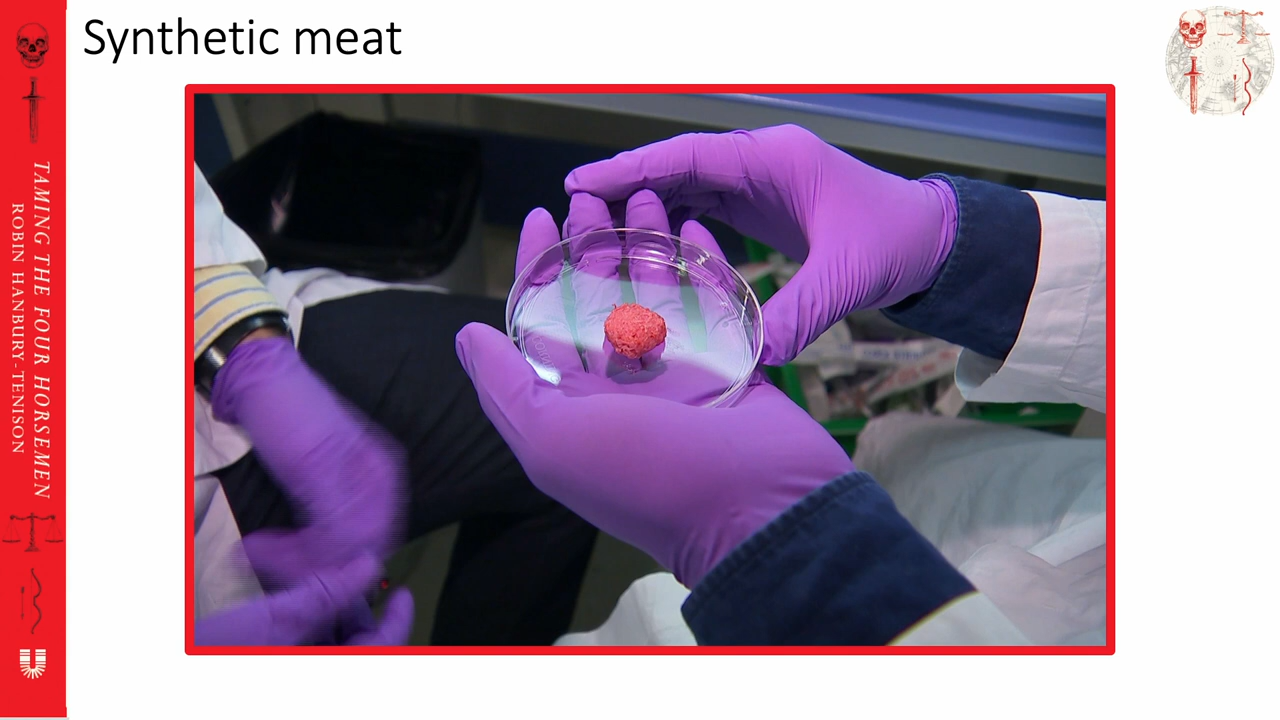 Synthetic meat
TAMING THE FOUR HORSEMEN
ROBIN HANBURY-TENISON